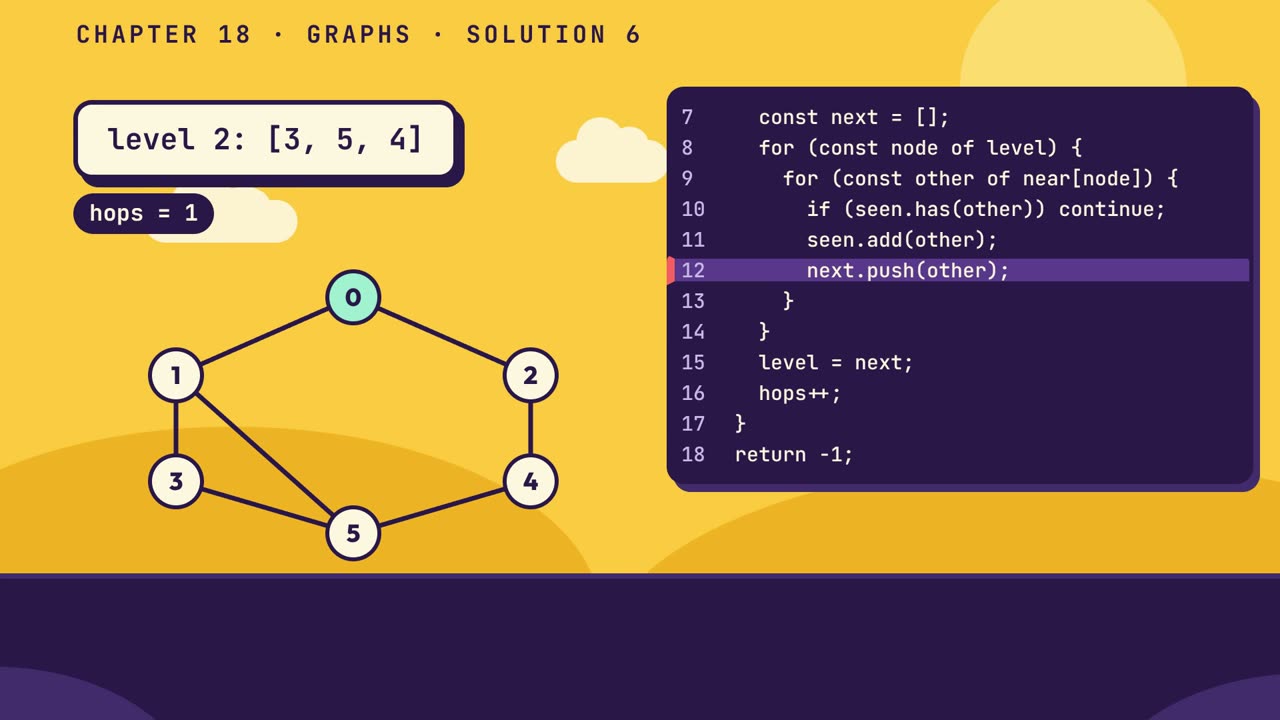 CHAPTER 18 · GRAPHS · SOLUTION 6
level 2: [3, 5, 4]
hops = 1
0
1
2
3
4
5
7 const next = [];
8 for (const node of level) {
9 for (const other of near[node]) {
10 if (seen.has(other)) continue;
11 seen.add(other);
12 next.push(other);
13 }
14 }
15 level = next;
16 hops++;
17 }
18 return -1;